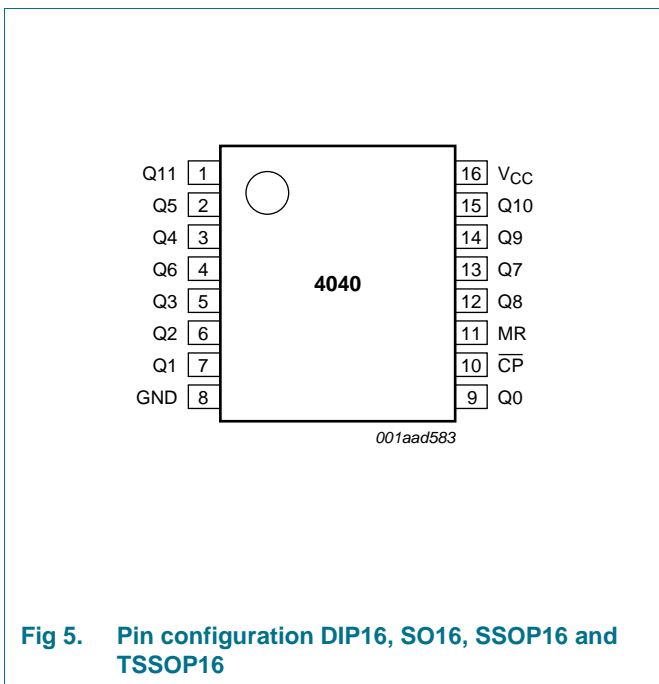 Q11 1 16 VCC
Q5 2 15 Q10
Q4 3 14 Q9
Q6 4 4040 13 Q7
Q3 5 12 Q8
Q2 6 11 MR
Q1 7 10 C̅P̅
GND 8 9 Q0
001aad583
Fig 5. Pin configuration DIP16, SO16, SSOP16 and
TSSOP16